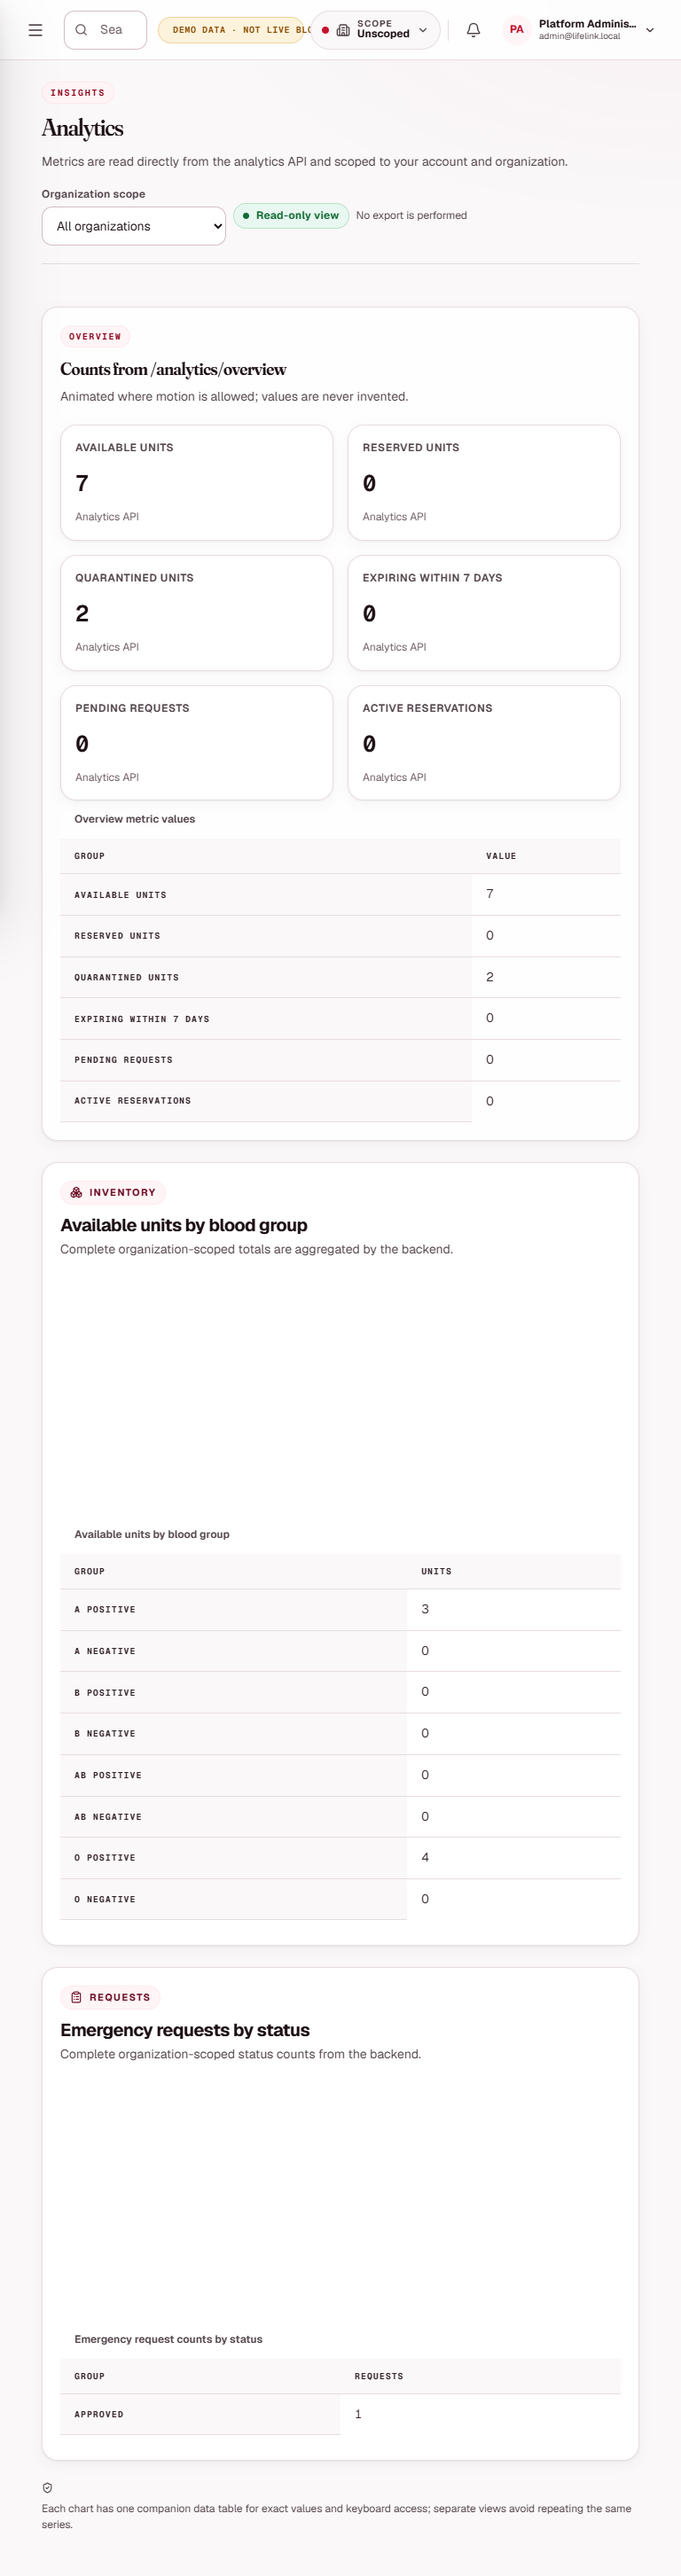 Sea
DEMO DATA · NOT LIVE BLO
SCOPE
Unscoped
PA
Platform Adminis...
admin@lifelink.local
INSIGHTS
Analytics
Metrics are read directly from the analytics API and scoped to your account and organization.
Organization scope
All organizations
Read-only view
No export is performed
OVERVIEW
Counts from /analytics/overview
Animated where motion is allowed; values are never invented.
AVAILABLE UNITS
7
Analytics API
RESERVED UNITS
0
Analytics API
QUARANTINED UNITS
2
Analytics API
EXPIRING WITHIN 7 DAYS
0
Analytics API
PENDING REQUESTS
0
Analytics API
ACTIVE RESERVATIONS
0
Analytics API
Overview metric values
GROUP VALUE
AVAILABLE UNITS 7
RESERVED UNITS 0
QUARANTINED UNITS 2
EXPIRING WITHIN 7 DAYS 0
PENDING REQUESTS 0
ACTIVE RESERVATIONS 0
INVENTORY
Available units by blood group
Complete organization-scoped totals are aggregated by the backend.
Available units by blood group
GROUP UNITS
A POSITIVE 3
A NEGATIVE 0
B POSITIVE 0
B NEGATIVE 0
AB POSITIVE 0
AB NEGATIVE 0
O POSITIVE 4
O NEGATIVE 0
REQUESTS
Emergency requests by status
Complete organization-scoped status counts from the backend.
Emergency request counts by status
GROUP REQUESTS
APPROVED 1
Each chart has one companion data table for exact values and keyboard access; separate views avoid repeating the same
series.